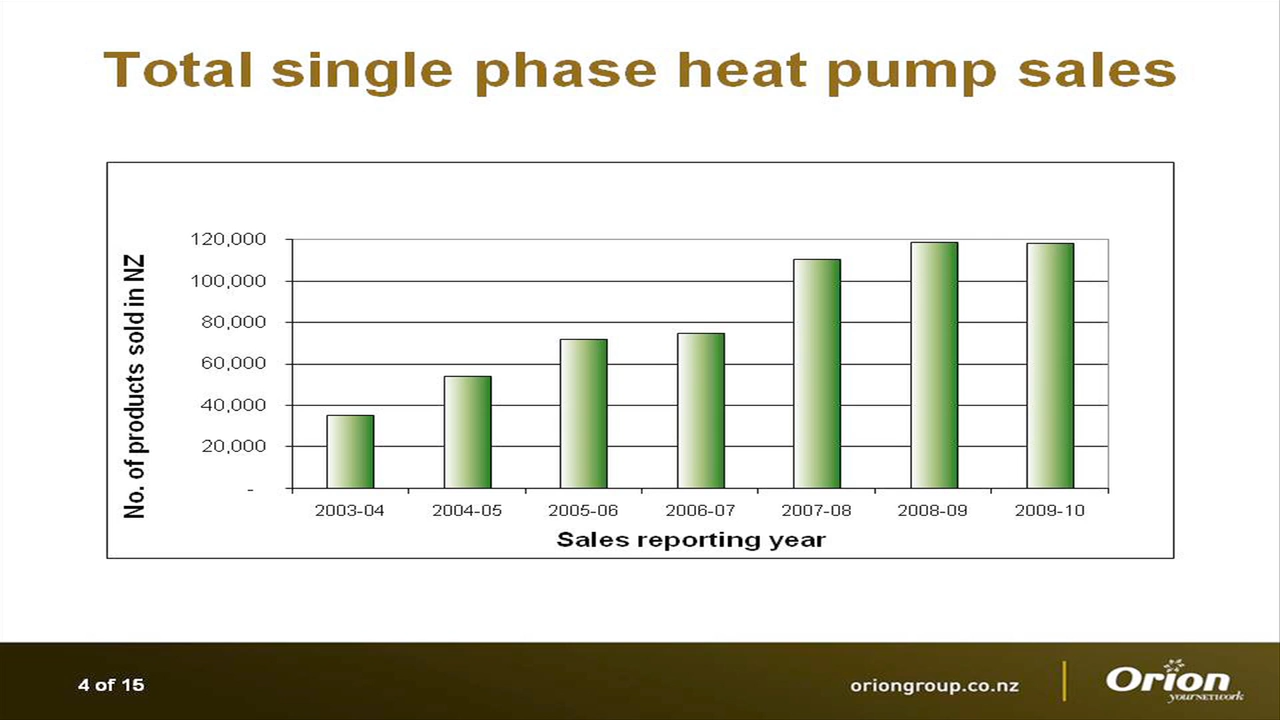 Total single phase heat pump sales
No. of products sold in NZ
120,000
100,000
80,000
60,000
40,000
20,000
-
2003-04 2004-05 2005-06 2006-07 2007-08 2008-09 2009-10
Sales reporting year
4 of 15
oriongroup.co.nz
Orion
yourNETWORK